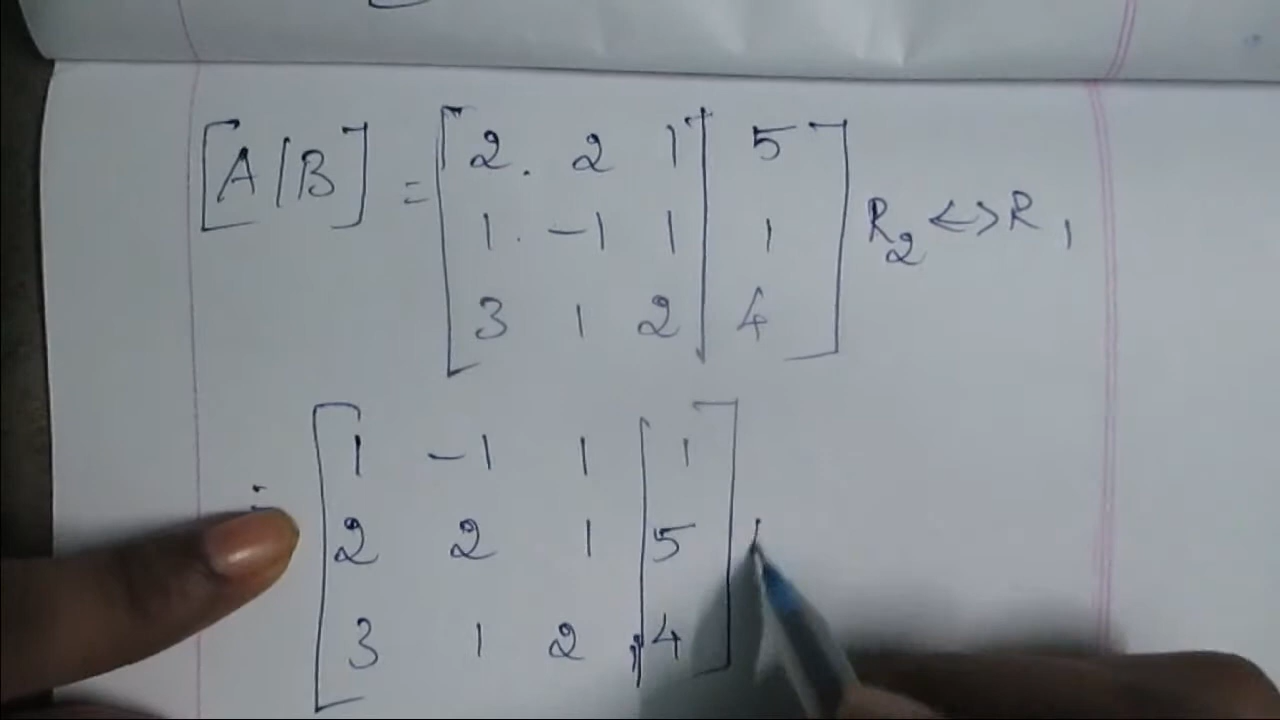 [A/B] = [2. 2 1 | 5]
[1. -1 1 | 1] R2 <-> R1
[3 1 2 | 4]
[1 -1 1 | 1]
[2 2 1 | 5]
[3 1 2 | 4]